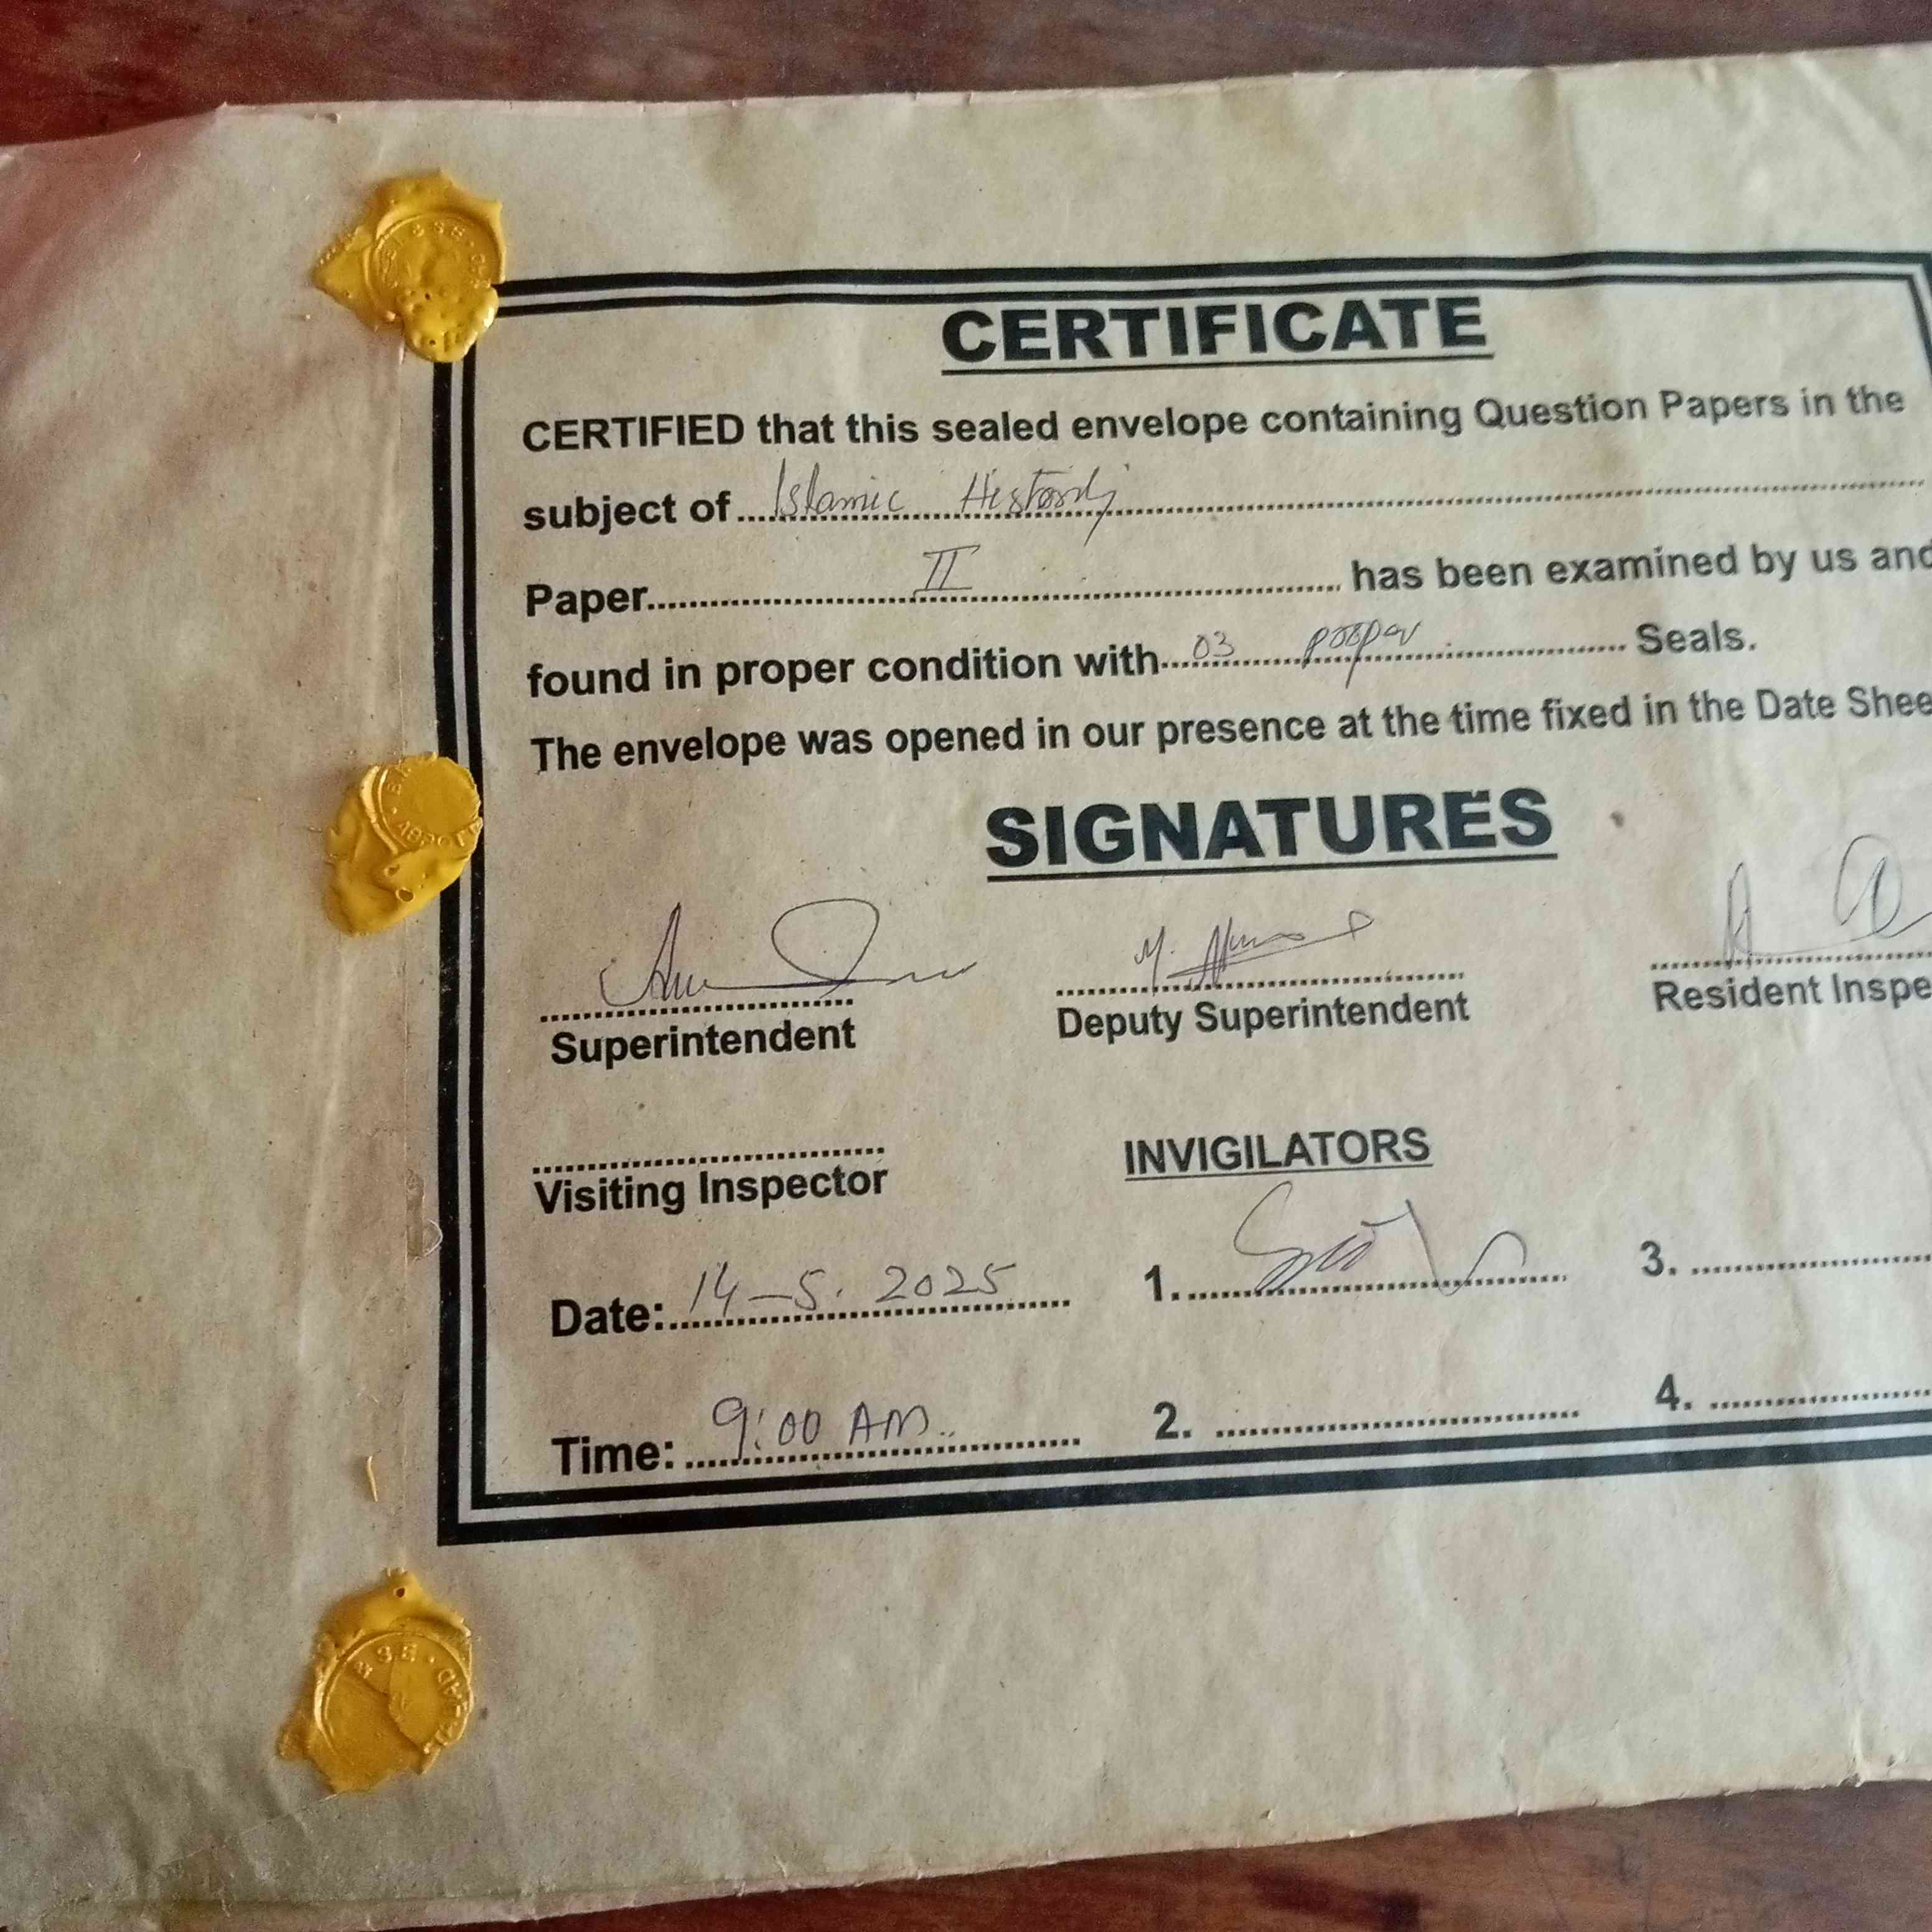 CERTIFICATE
CERTIFIED that this sealed envelope containing Question Papers in the
subject of Islamic History
Paper II has been examined by us and
found in proper condition with 03 proper Seals.
The envelope was opened in our presence at the time fixed in the Date Shee
SIGNATURES
Superintendent
Deputy Superintendent
Resident Inspe
Visiting Inspector
INVIGILATORS
Date: 14-5.2025
1.
3.
Time: 9:00 AM.
2.
4.